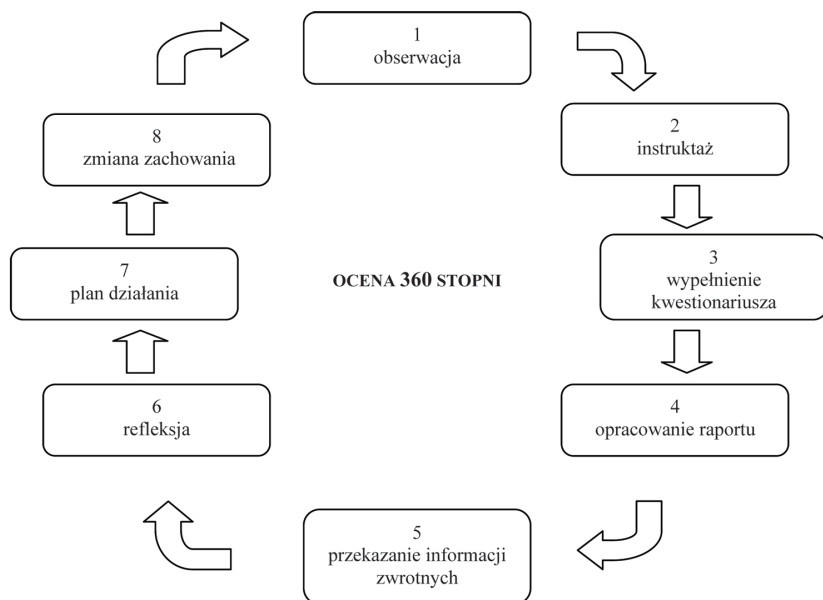 1
obserwacja
2
instruktaż
3
wypełnienie
kwestionariusza
4
opracowanie raportu
5
przekazanie informacji
zwrotnych
6
refleksja
7
plan działania
8
zmiana zachowania
OCENA 360 STOPNI